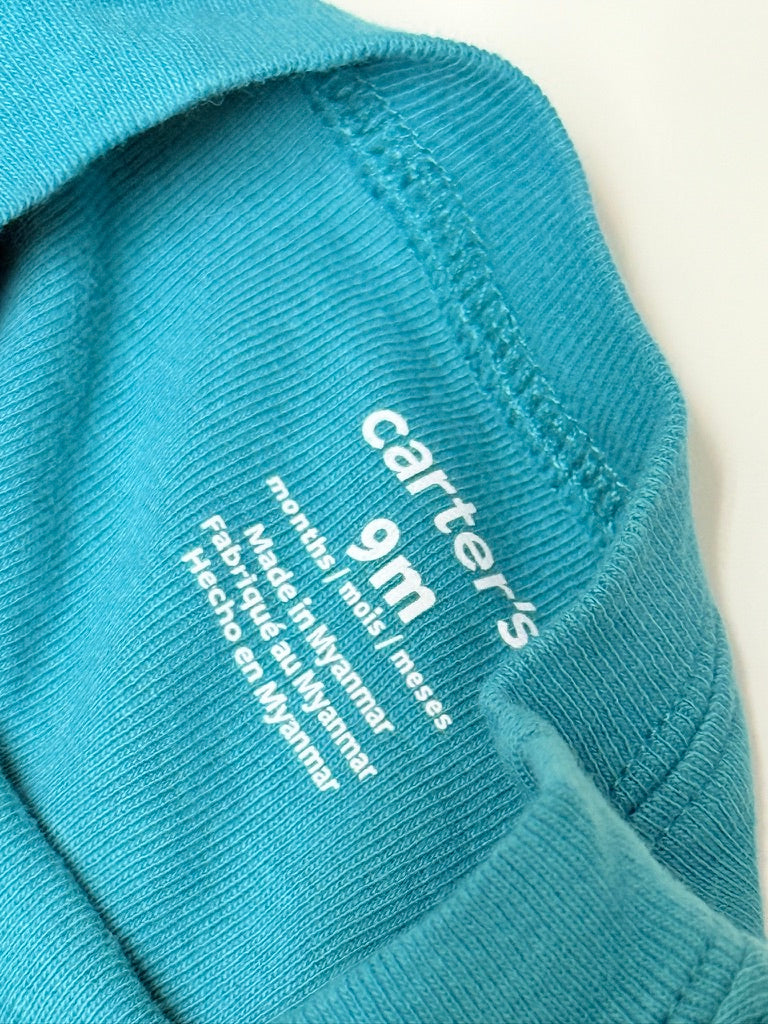 carter's
9m
months / mois / meses
Made in Myanmar
Fabriqué au Myanmar
Hecho en Myanmar